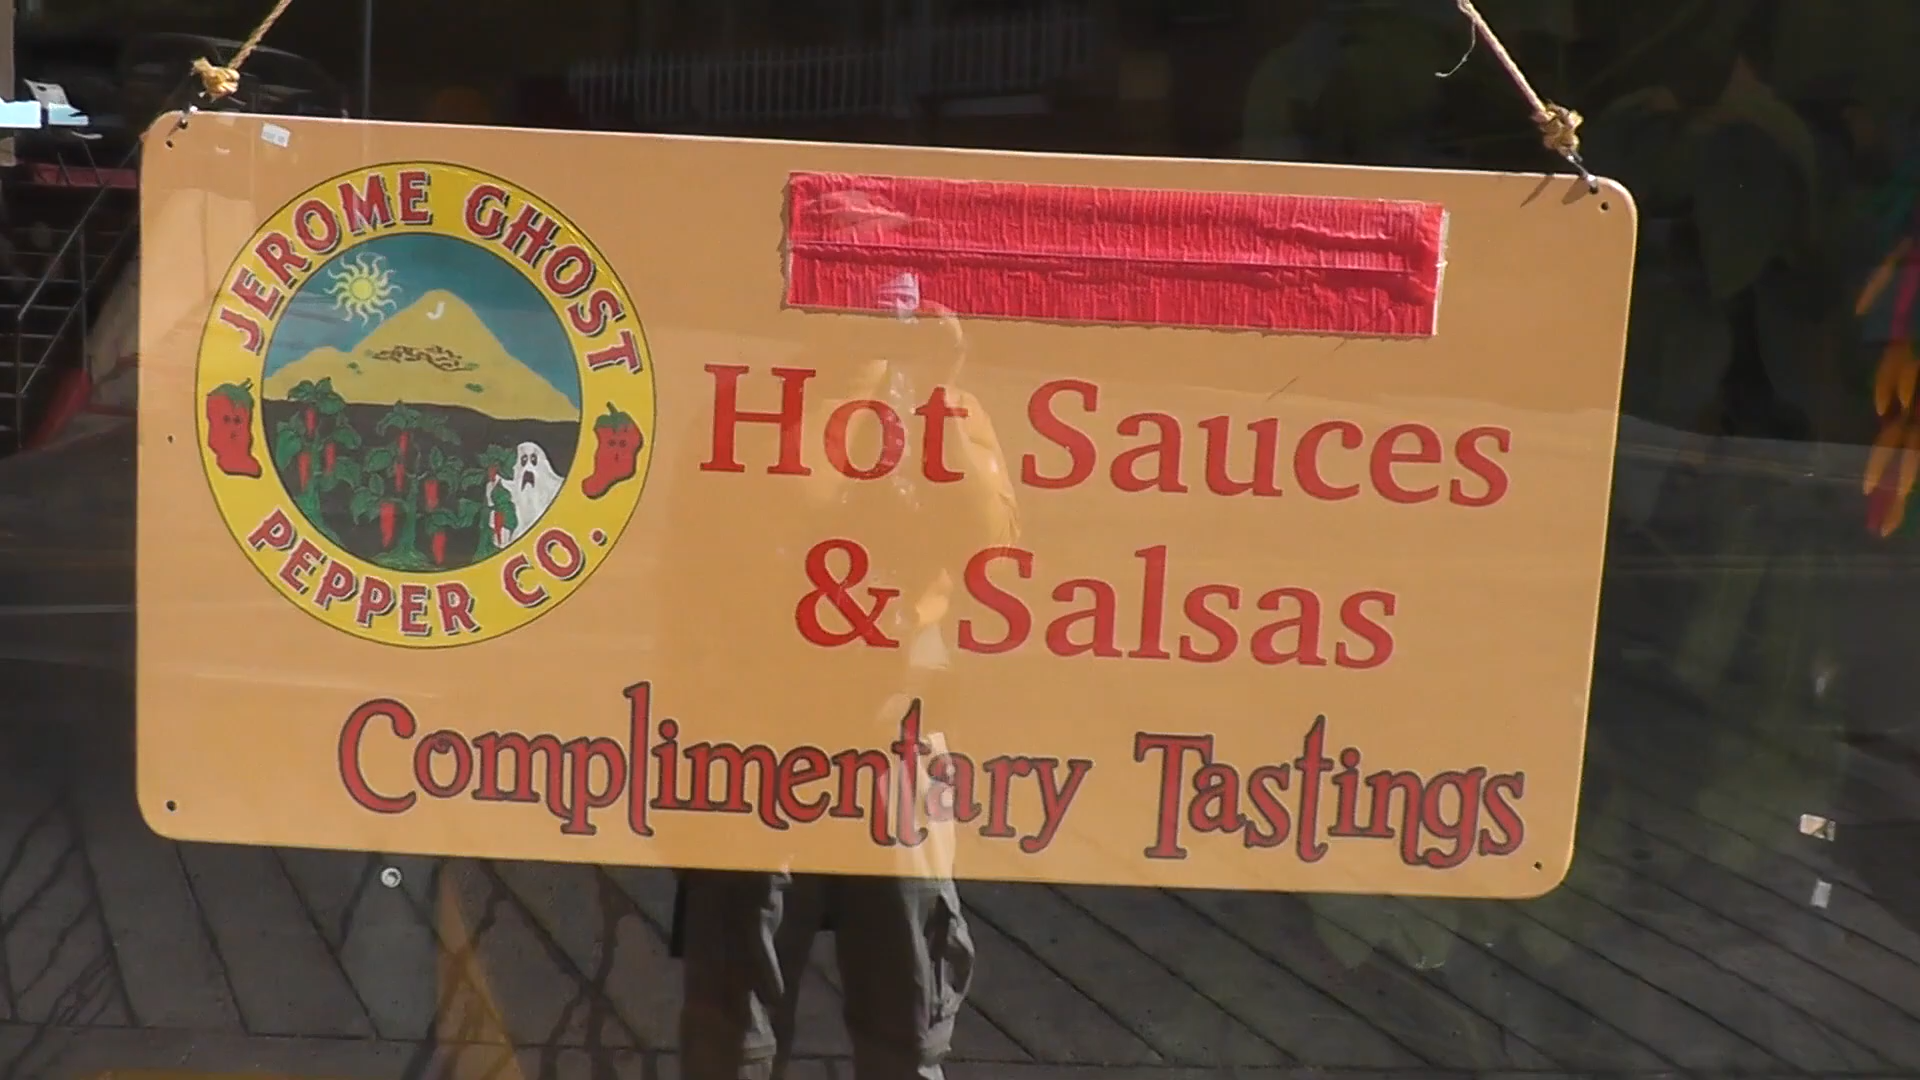 JEROME GHOST
PEPPER CO.
J
Hot Sauces
& Salsas
Complimentary Tastings